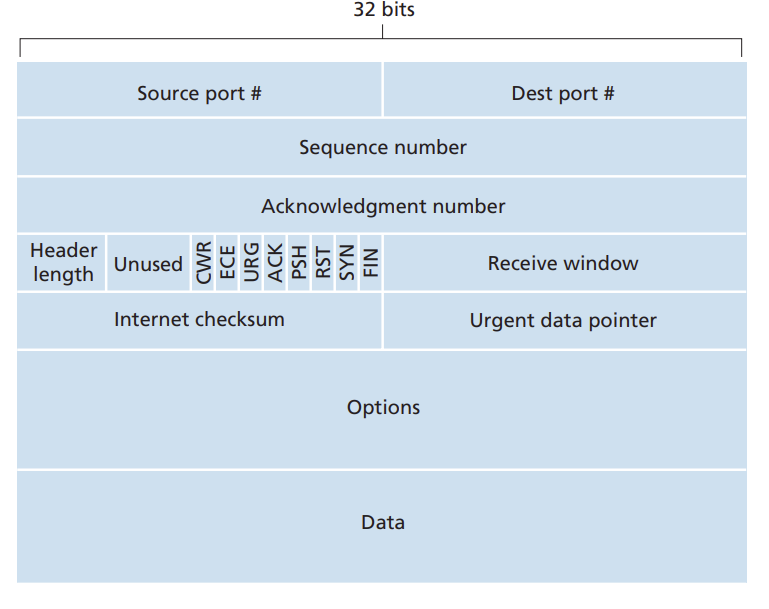 32 bits
Source port #
Dest port #
Sequence number
Acknowledgment number
Header
length
Unused
CWR
ECE
URG
ACK
PSH
RST
SYN
FIN
Receive window
Internet checksum
Urgent data pointer
Options
Data